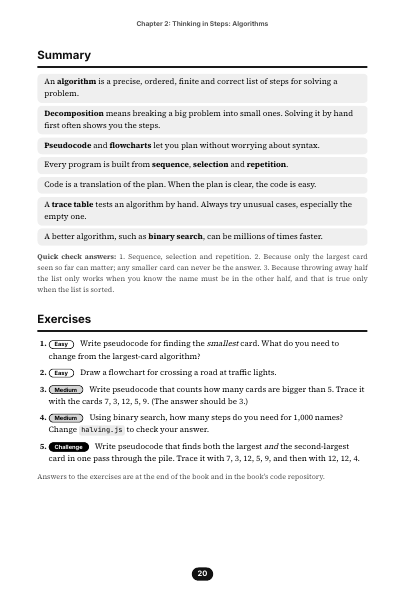 Chapter 2: Thinking in Steps: Algorithms
Summary
An algorithm is a precise, ordered, finite and correct list of steps for solving a
problem.
Decomposition means breaking a big problem into small ones. Solving it by hand
first often shows you the steps.
Pseudocode and flowcharts let you plan without worrying about syntax.
Every program is built from sequence, selection and repetition.
Code is a translation of the plan. When the plan is clear, the code is easy.
A trace table tests an algorithm by hand. Always try unusual cases, especially the
empty one.
A better algorithm, such as binary search, can be millions of times faster.
Quick check answers: 1. Sequence, selection and repetition. 2. Because only the largest card
seen so far can matter; any smaller card can never be the answer. 3. Because throwing away half
the list only works when you know the name must be in the other half, and that is true only
when the list is sorted.
Exercises
1. Easy Write pseudocode for finding the smallest card. What do you need to
change from the largest-card algorithm?
2. Easy Draw a flowchart for crossing a road at traffic lights.
3. Medium Write pseudocode that counts how many cards are bigger than 5. Trace it
with the cards 7, 3, 12, 5, 9. (The answer should be 3.)
4. Medium Using binary search, how many steps do you need for 1,000 names?
Change halving.js to check your answer.
5. Challenge Write pseudocode that finds both the largest and the second-largest
card in one pass through the pile. Trace it with 7, 3, 12, 5, 9, and then with 12, 12, 4.
Answers to the exercises are at the end of the book and in the book's code repository.
20